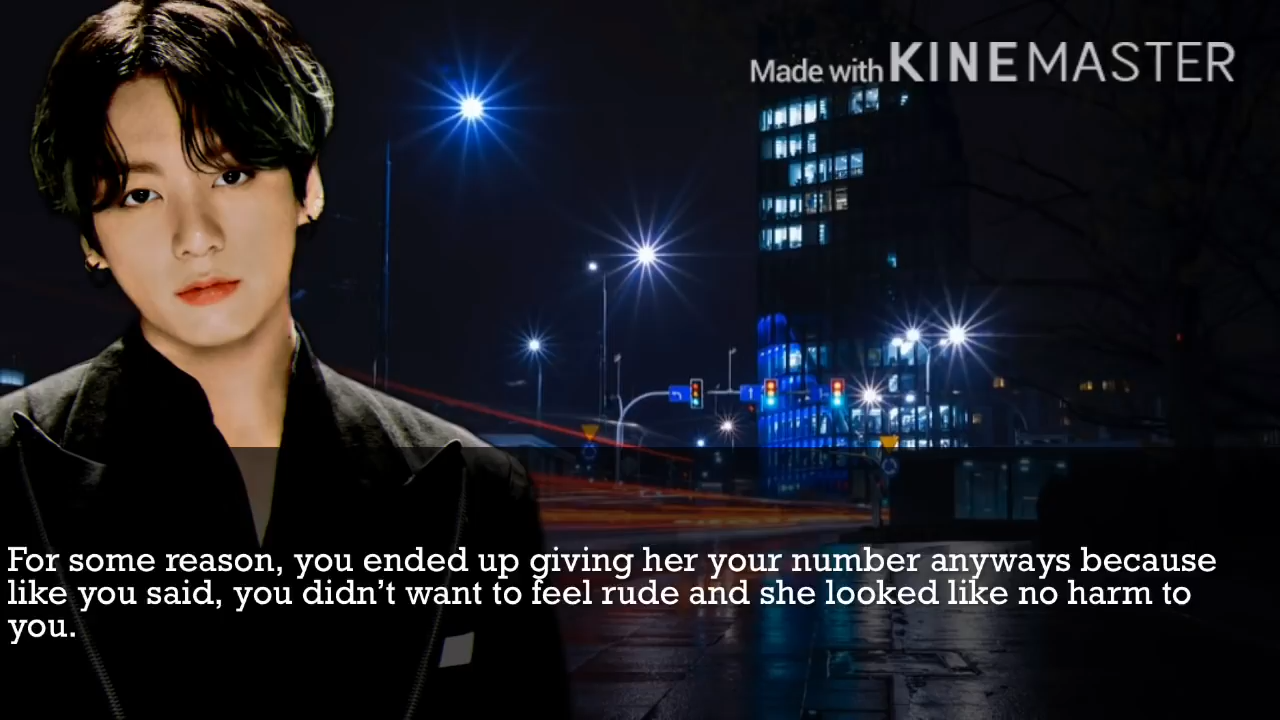 Made with KINEMASTER
For some reason, you ended up giving her your number anyways because
like you said, you didn’t want to feel rude and she looked like no harm to
you.